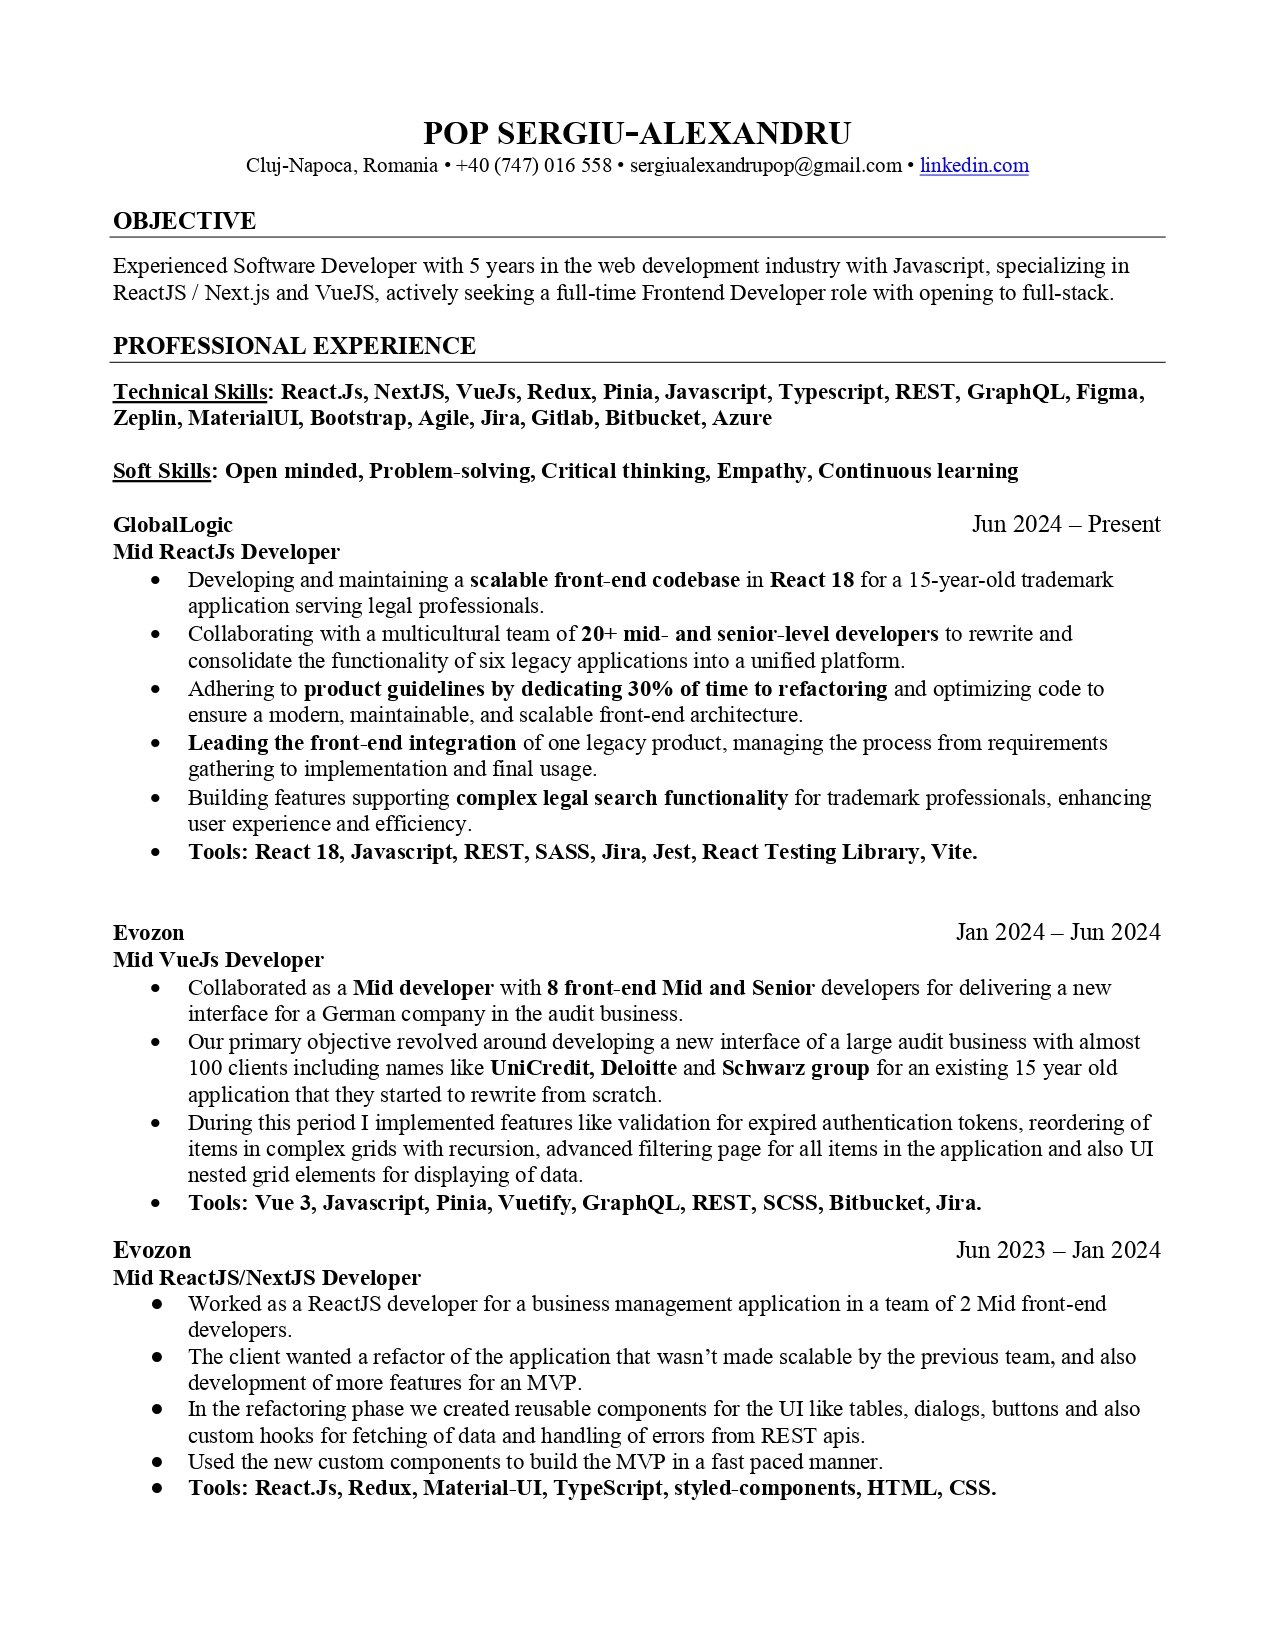 POP SERGIU-ALEXANDRU
Cluj-Napoca, Romania • +40 (747) 016 558 • sergiualexandrupop@gmail.com • linkedin.com
OBJECTIVE
Experienced Software Developer with 5 years in the web development industry with Javascript, specializing in
ReactJS / Next.js and VueJS, actively seeking a full-time Frontend Developer role with opening to full-stack.
PROFESSIONAL EXPERIENCE
Technical Skills: React.Js, NextJS, VueJs, Redux, Pinia, Javascript, Typescript, REST, GraphQL, Figma,
Zeplin, MaterialUI, Bootstrap, Agile, Jira, Gitlab, Bitbucket, Azure
Soft Skills: Open minded, Problem-solving, Critical thinking, Empathy, Continuous learning
GlobalLogic Jun 2024 – Present
Mid ReactJs Developer
• Developing and maintaining a scalable front-end codebase in React 18 for a 15-year-old trademark
application serving legal professionals.
• Collaborating with a multicultural team of 20+ mid- and senior-level developers to rewrite and
consolidate the functionality of six legacy applications into a unified platform.
• Adhering to product guidelines by dedicating 30% of time to refactoring and optimizing code to
ensure a modern, maintainable, and scalable front-end architecture.
• Leading the front-end integration of one legacy product, managing the process from requirements
gathering to implementation and final usage.
• Building features supporting complex legal search functionality for trademark professionals, enhancing
user experience and efficiency.
• Tools: React 18, Javascript, REST, SASS, Jira, Jest, React Testing Library, Vite.
Evozon Jan 2024 – Jun 2024
Mid VueJs Developer
• Collaborated as a Mid developer with 8 front-end Mid and Senior developers for delivering a new
interface for a German company in the audit business.
• Our primary objective revolved around developing a new interface of a large audit business with almost
100 clients including names like UniCredit, Deloitte and Schwarz group for an existing 15 year old
application that they started to rewrite from scratch.
• During this period I implemented features like validation for expired authentication tokens, reordering of
items in complex grids with recursion, advanced filtering page for all items in the application and also UI
nested grid elements for displaying of data.
• Tools: Vue 3, Javascript, Pinia, Vuetify, GraphQL, REST, SCSS, Bitbucket, Jira.
Evozon Jun 2023 – Jan 2024
Mid ReactJS/NextJS Developer
● Worked as a ReactJS developer for a business management application in a team of 2 Mid front-end
developers.
● The client wanted a refactor of the application that wasn’t made scalable by the previous team, and also
development of more features for an MVP.
● In the refactoring phase we created reusable components for the UI like tables, dialogs, buttons and also
custom hooks for fetching of data and handling of errors from REST apis.
● Used the new custom components to build the MVP in a fast paced manner.
● Tools: React.Js, Redux, Material-UI, TypeScript, styled-components, HTML, CSS.